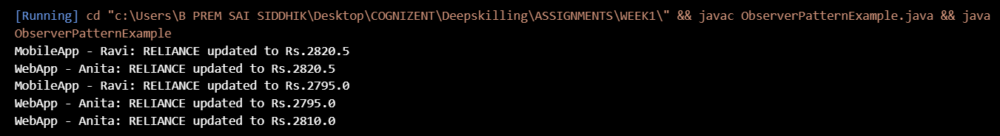 [Running] cd "c:\Users\B PREM SAI SIDDHIK\Desktop\COGNIZENT\Deepskilling\ASSIGNMENTS\WEEK1\" && javac ObserverPatternExample.java && java
ObserverPatternExample
MobileApp - Ravi: RELIANCE updated to Rs.2820.5
WebApp - Anita: RELIANCE updated to Rs.2820.5
MobileApp - Ravi: RELIANCE updated to Rs.2795.0
WebApp - Anita: RELIANCE updated to Rs.2795.0
WebApp - Anita: RELIANCE updated to Rs.2810.0